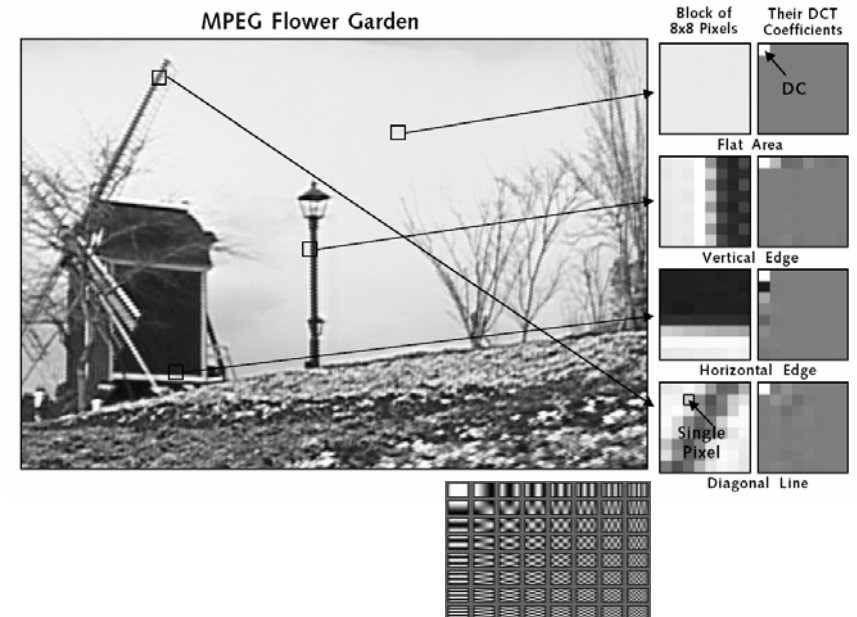 MPEG Flower Garden
Block of
8x8 Pixels
Their DCT
Coefficients
DC
Flat Area
Vertical Edge
Horizontal Edge
Single
Pixel
Diagonal Line